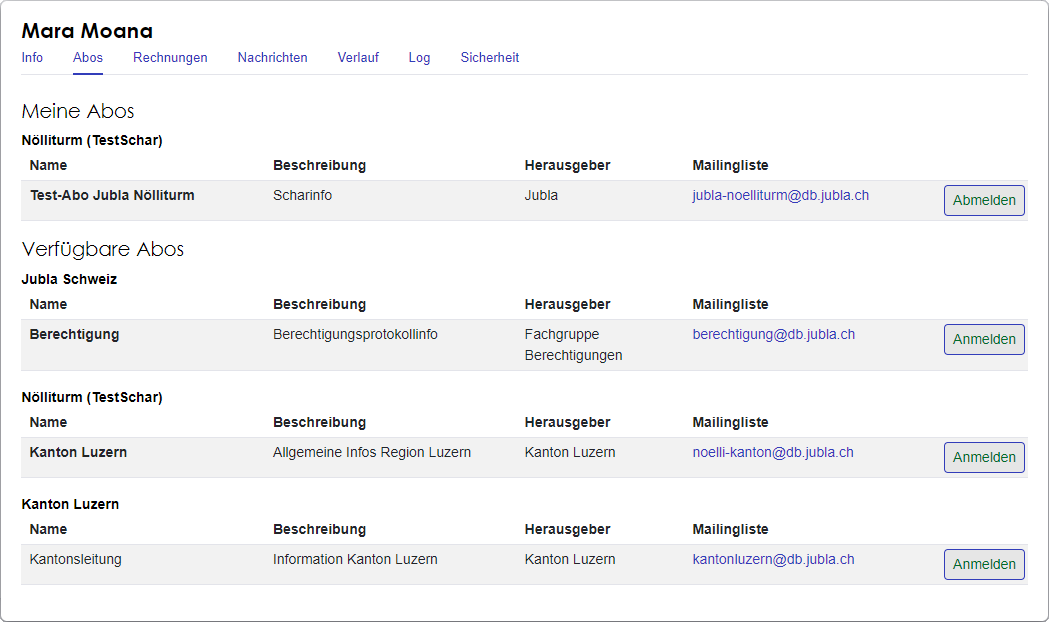 Mara Moana
Info Abos Rechnungen Nachrichten Verlauf Log Sicherheit
Meine Abos
Nölliturm (TestSchar)
Name Beschreibung Herausgeber Mailingliste
Test-Abo Jubla Nölliturm Scharinfo Jubla jubla-noelliturm@db.jubla.ch Abmelden
Verfügbare Abos
Jubla Schweiz
Name Beschreibung Herausgeber Mailingliste
Berechtigung Berechtigungsprotokollinfo Fachgruppe berechtigung@db.jubla.ch Anmelden
Berechtigungen
Nölliturm (TestSchar)
Name Beschreibung Herausgeber Mailingliste
Kanton Luzern Allgemeine Infos Region Luzern Kanton Luzern noelli-kanton@db.jubla.ch Anmelden
Kanton Luzern
Name Beschreibung Herausgeber Mailingliste
Kantonsleitung Information Kanton Luzern Kanton Luzern kantonluzern@db.jubla.ch Anmelden